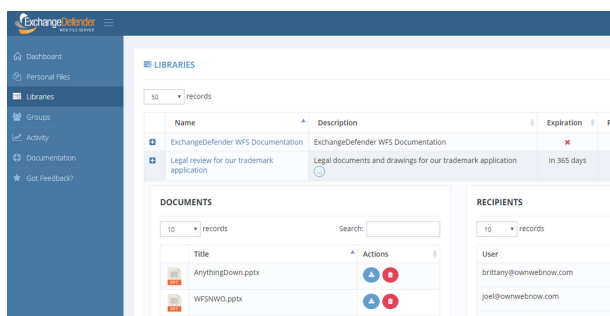 ExchangeDefender
WEB FILE SERVER
Dashboard
Personal Files
Libraries
Groups
Activity
Documentation
Got Feedback?
LIBRARIES
50 records
Name Description Expiration
ExchangeDefender WFS Documentation ExchangeDefender WFS Documentation
Legal review for our trademark Legal documents and drawings for our trademark application In 365 days
application
DOCUMENTS
10 records Search:
Title Actions
PPT AnythingDown.pptx
PPT WFSNWO.pptx
RECIPIENTS
10 records
User
brittany@ownwebnow.com
joel@ownwebnow.com